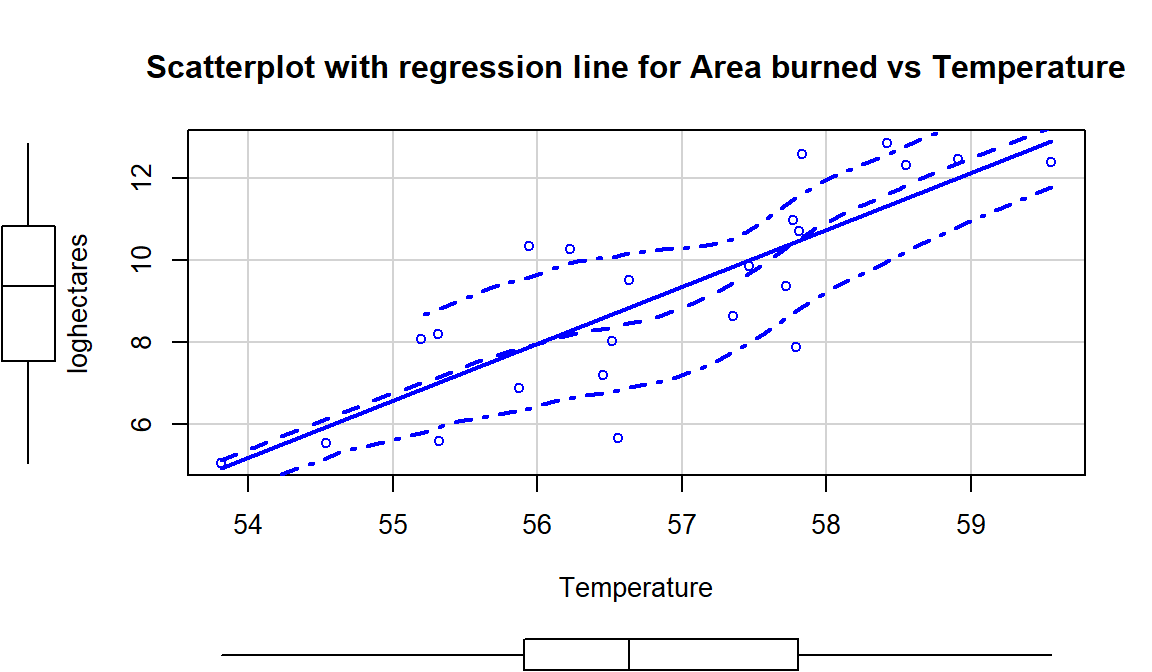 Scatterplot with regression line for Area burned vs Temperature
loghectares
12
10
8
6
54 55 56 57 58 59
Temperature